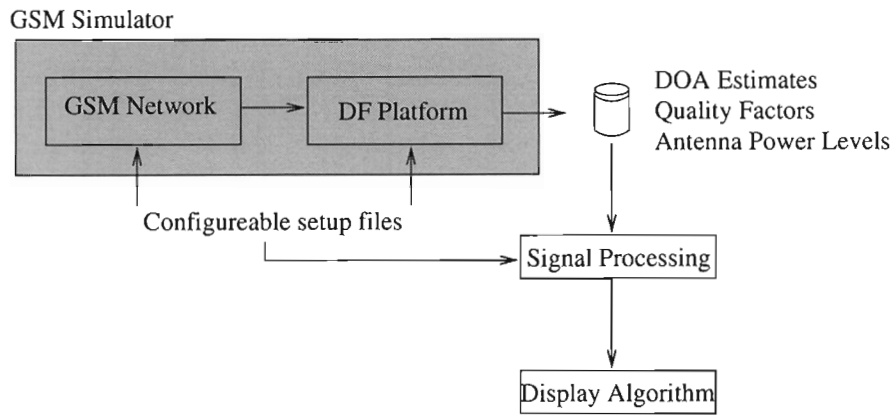 GSM Simulator
GSM Network
DF Platform
DOA Estimates
Quality Factors
Antenna Power Levels
Configureable setup files
Signal Processing
Display Algorithm